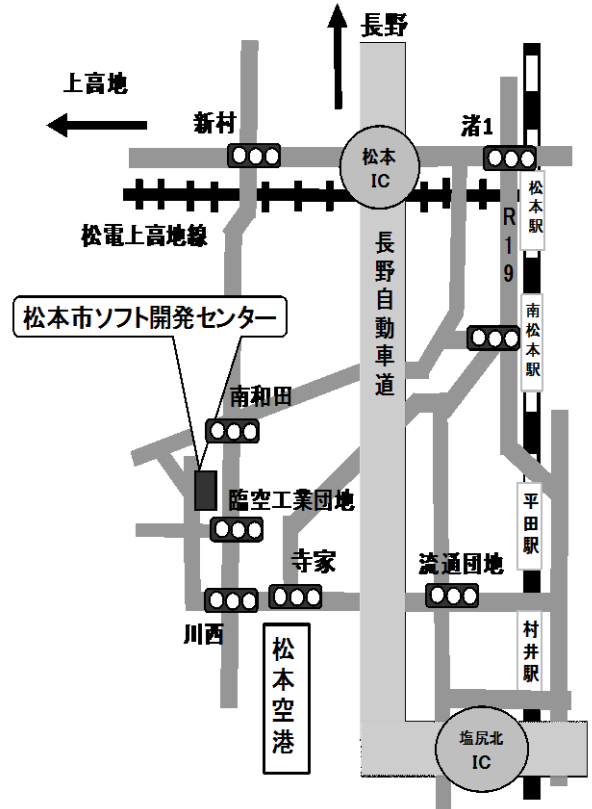 長野
上高地
新村
渚1
松本
IC
松本駅
R19
松電上高地線
長野自動車道
松本市ソフト開発センター
南松本駅
南和田
臨空工業団地
平田駅
寺家
流通団地
川西
村井駅
松本空港
塩尻北
IC